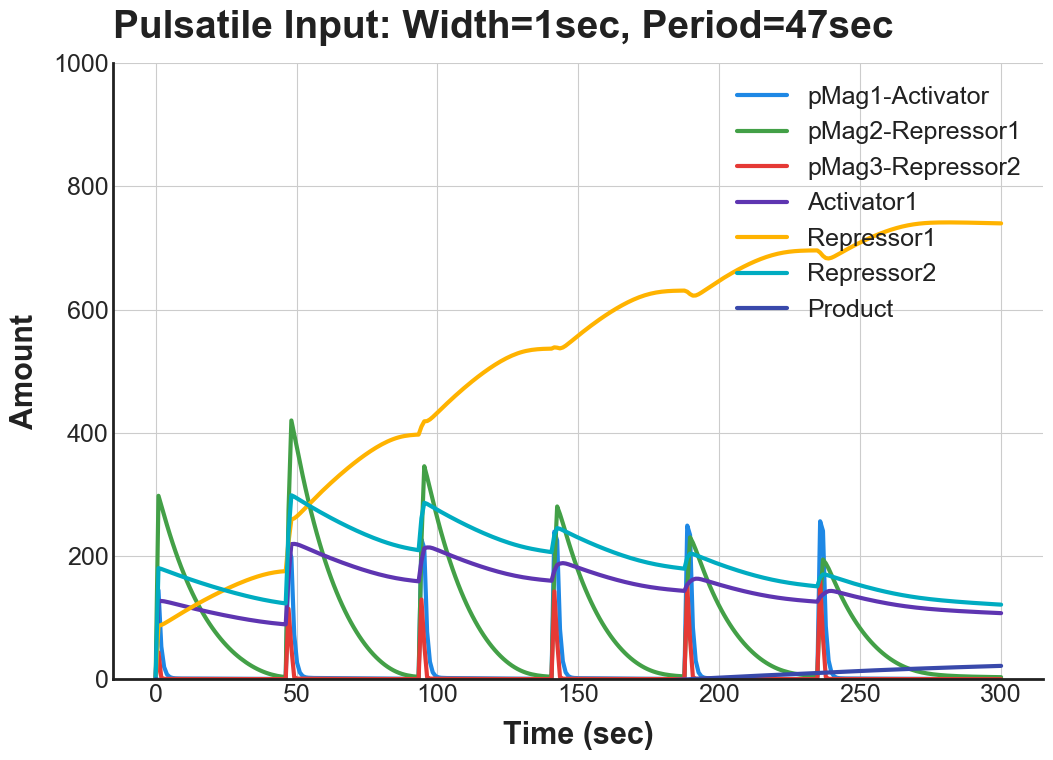 Pulsatile Input: Width=1sec, Period=47sec
1000
800
600
400
200
0
Amount
pMag1-Activator
pMag2-Repressor1
pMag3-Repressor2
Activator1
Repressor1
Repressor2
Product
0 50 100 150 200 250 300
Time (sec)